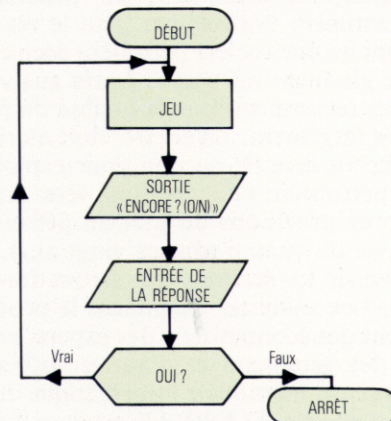 DÉBUT
JEU
SORTIE
«ENCORE? (O/N)»
ENTRÉE DE
LA RÉPONSE
Vrai
OUI ?
Faux
ARRÊT